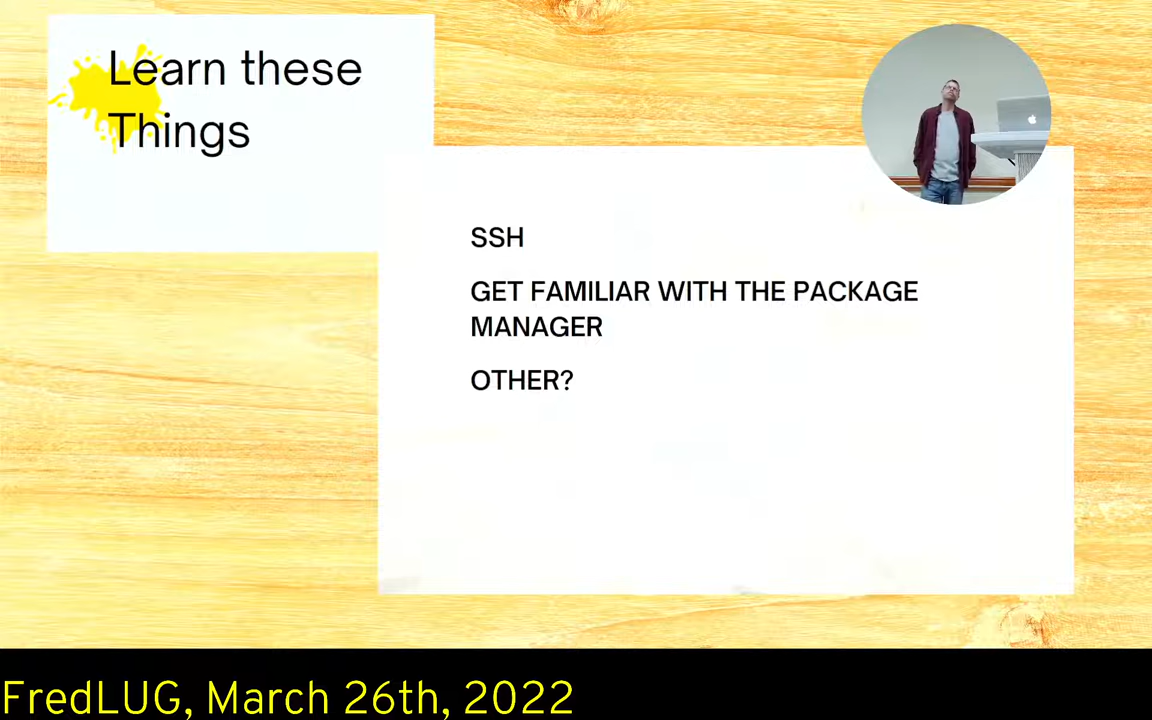 Learn these
Things
SSH
GET FAMILIAR WITH THE PACKAGE
MANAGER
OTHER?
FredLUG, March 26th, 2022